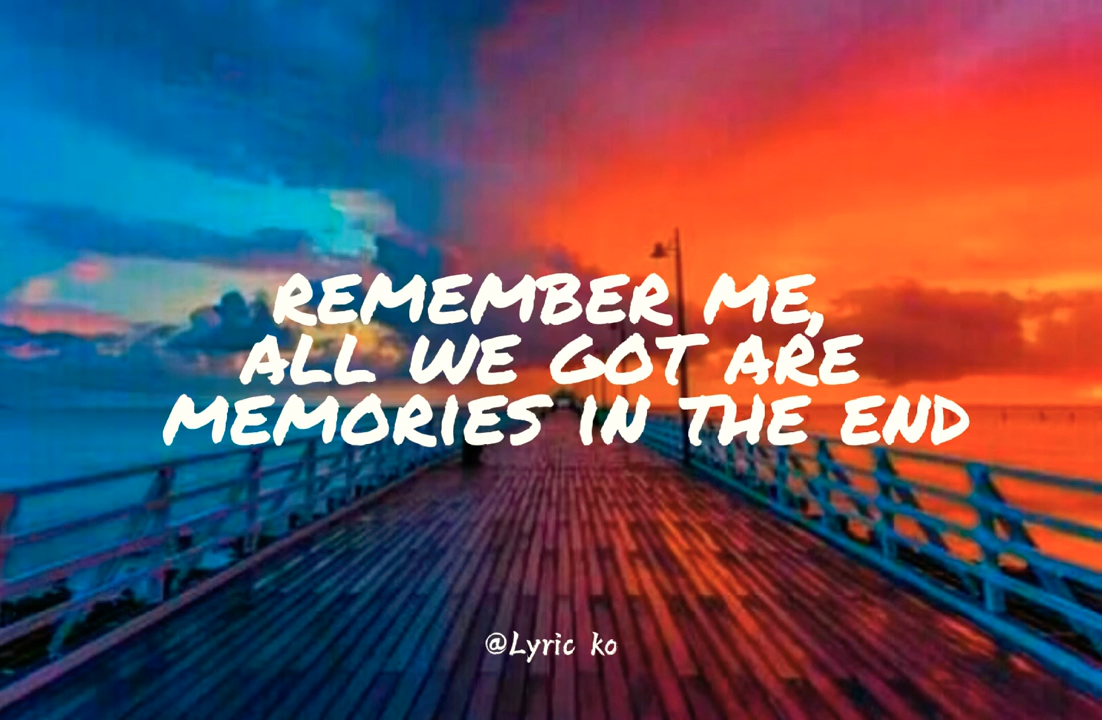 REMEMBER ME,
ALL WE GOT ARE
MEMORIES IN THE END
@Lyric ko